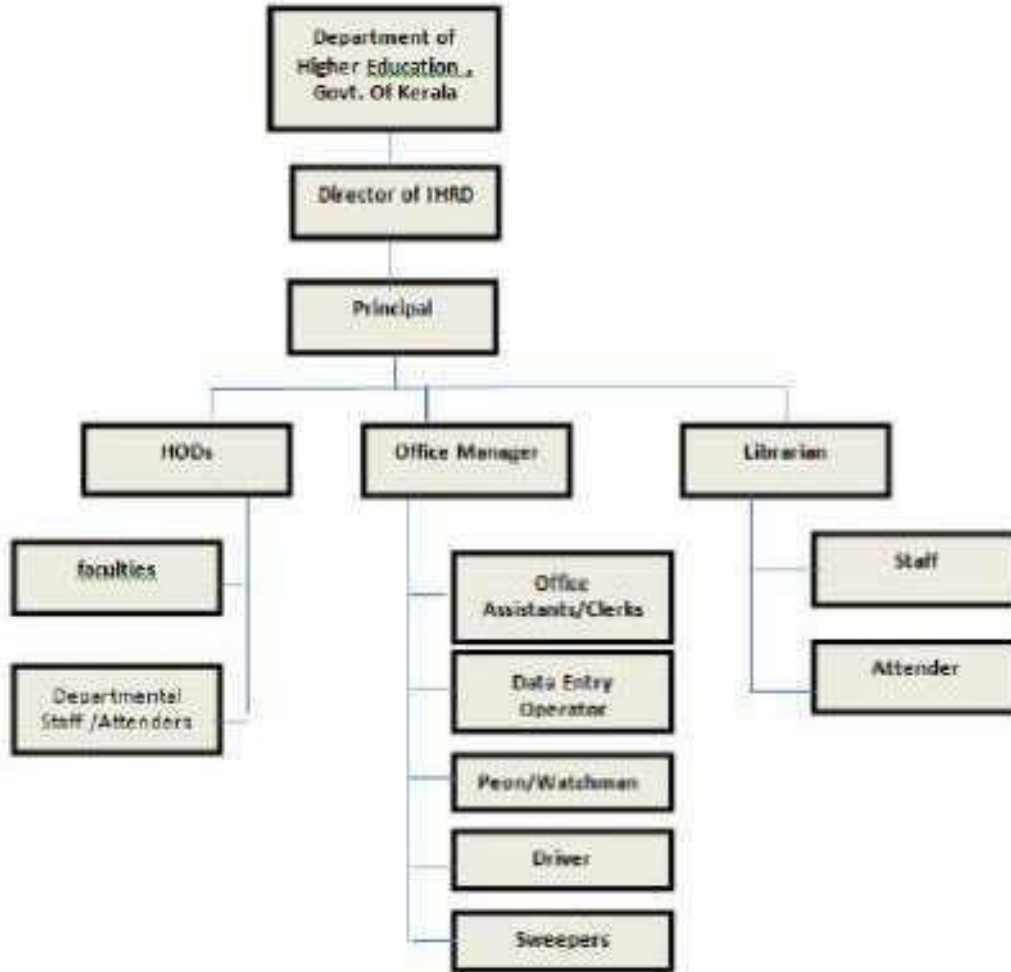 Department of
Higher Education ,
Govt. Of Kerala
Director of IHRD
Principal
HODs
Office Manager
Librarian
faculties
Departmental
Staff /Attenders
Office
Assistants/Clerks
Data Entry
Operator
Peon/Watchman
Driver
Sweepers
Staff
Attender